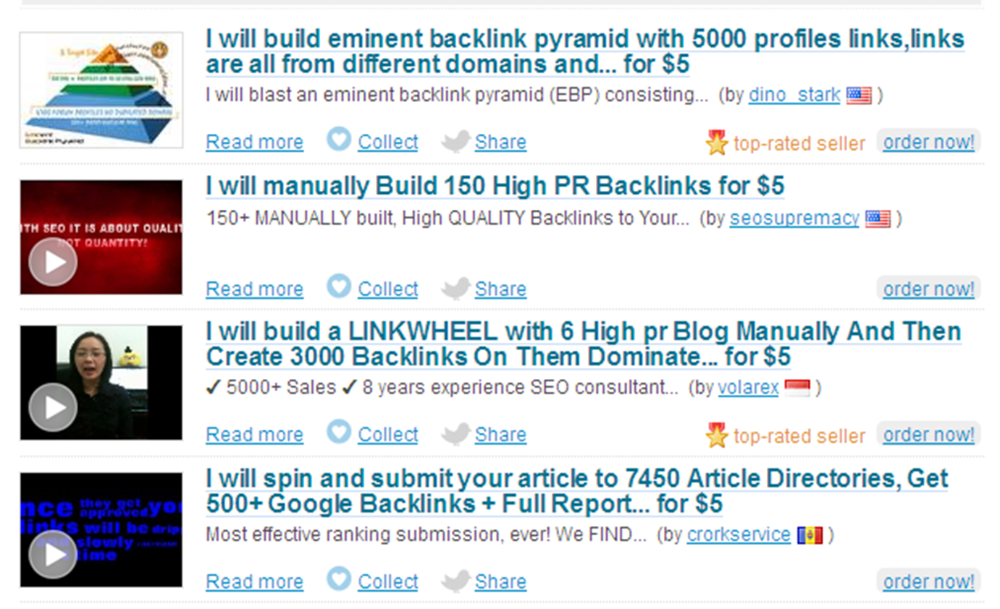 I will build eminent backlink pyramid with 5000 profiles links,links
are all from different domains and... for $5
I will blast an eminent backlink pyramid (EBP) consisting... (by dino_stark )
Read more Collect Share top-rated seller order now!
ITH SEO IT IS ABOUT QUALIT
NOT QUANTITY!
I will manually Build 150 High PR Backlinks for $5
150+ MANUALLY built, High QUALITY Backlinks to Your... (by seosupremacy )
Read more Collect Share order now!
I will build a LINKWHEEL with 6 High pr Blog Manually And Then
Create 3000 Backlinks On Them Dominate... for $5
✔ 5000+ Sales ✔ 8 years experience SEO consultant... (by volarex )
Read more Collect Share top-rated seller order now!
nce they get approved you
links will be drip
slowly
time
I will spin and submit your article to 7450 Article Directories, Get
500+ Google Backlinks + Full Report... for $5
Most effective ranking submission, ever! We FIND... (by crorkservice )
Read more Collect Share order now!